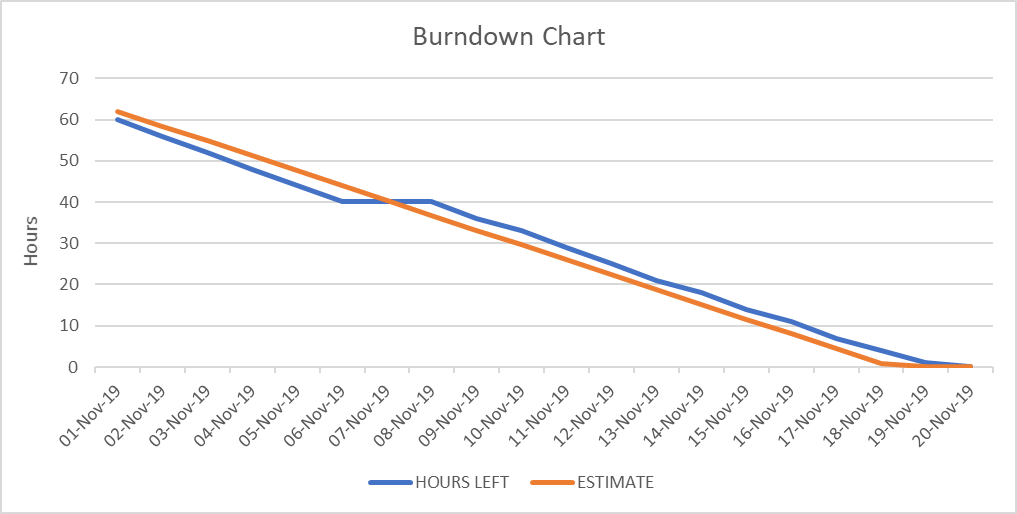 Burndown Chart
70
60
50
40
30
20
10
0
Hours
01-Nov-19
02-Nov-19
03-Nov-19
04-Nov-19
05-Nov-19
06-Nov-19
07-Nov-19
08-Nov-19
09-Nov-19
10-Nov-19
11-Nov-19
12-Nov-19
13-Nov-19
14-Nov-19
15-Nov-19
16-Nov-19
17-Nov-19
18-Nov-19
19-Nov-19
20-Nov-19
HOURS LEFT
ESTIMATE